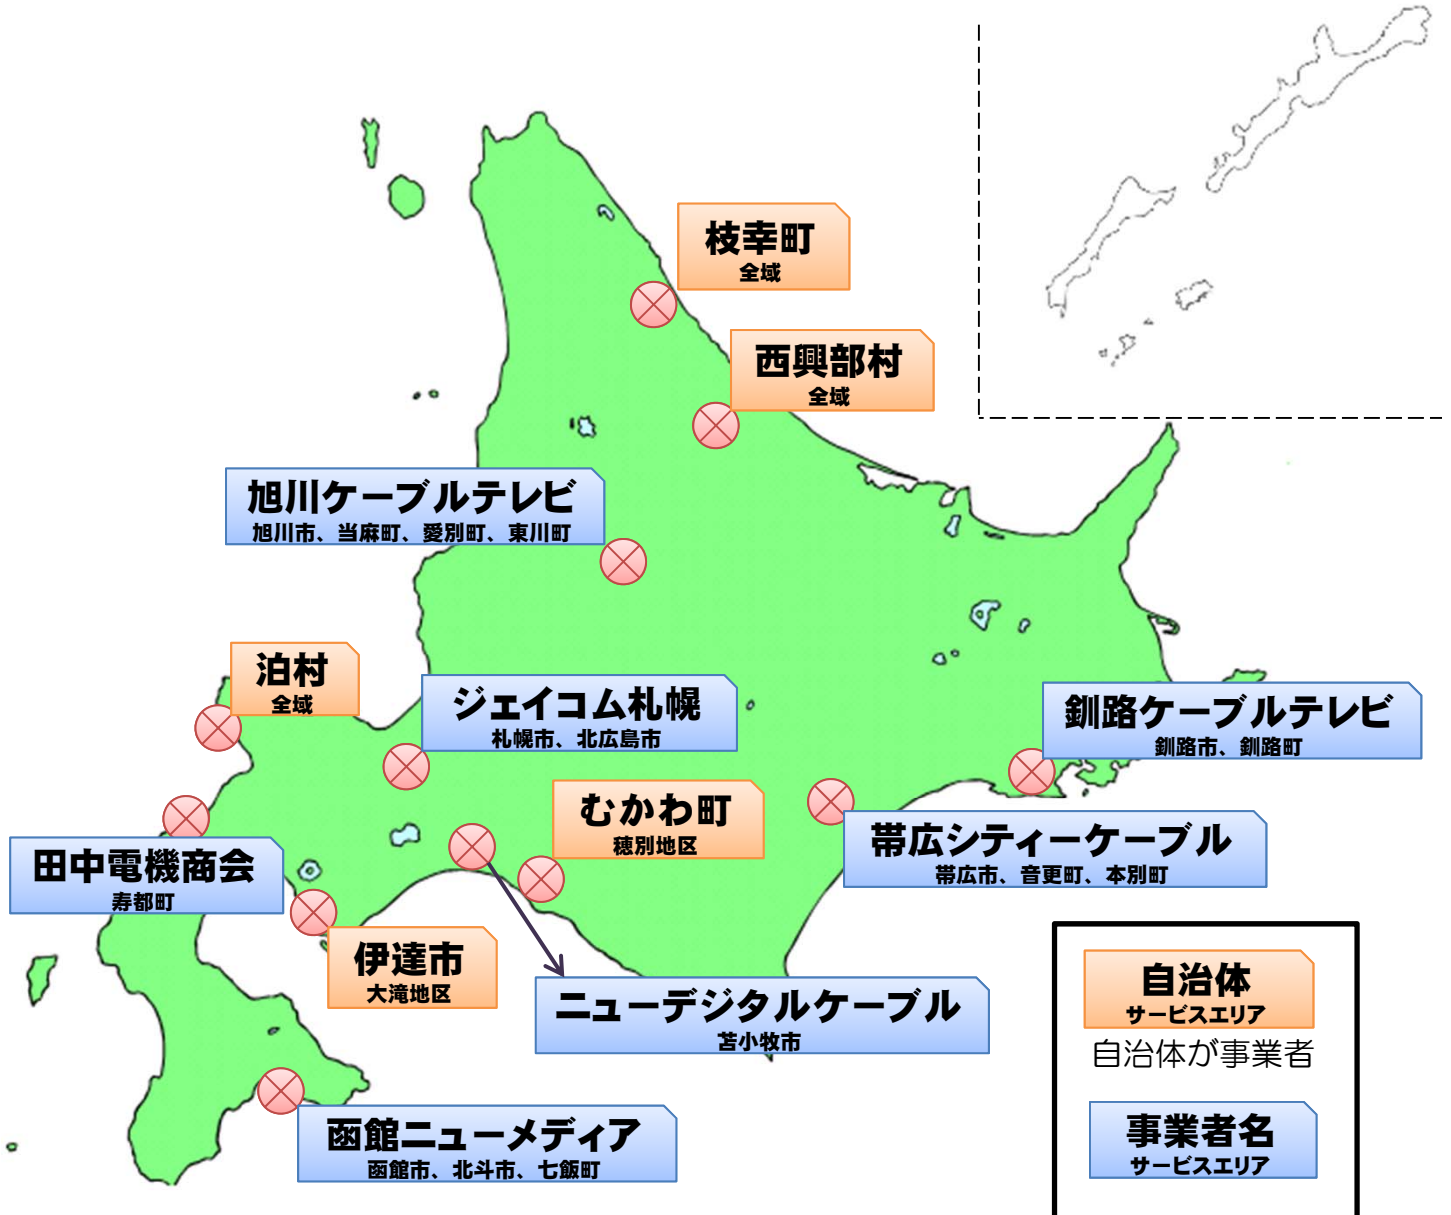 枝幸町
全域
西興部村
全域
旭川ケーブルテレビ
旭川市、当麻町、愛別町、東川町
泊村
全域
ジェイコム札幌
札幌市、北広島市
釧路ケーブルテレビ
釧路市、釧路町
むかわ町
穂別地区
帯広シティーケーブル
帯広市、音更町、本別町
田中電機商会
寿都町
伊達市
大滝地区
ニューデジタルケーブル
苫小牧市
函館ニューメディア
函館市、北斗市、七飯町
自治体
サービスエリア
自治体が事業者
事業者名
サービスエリア